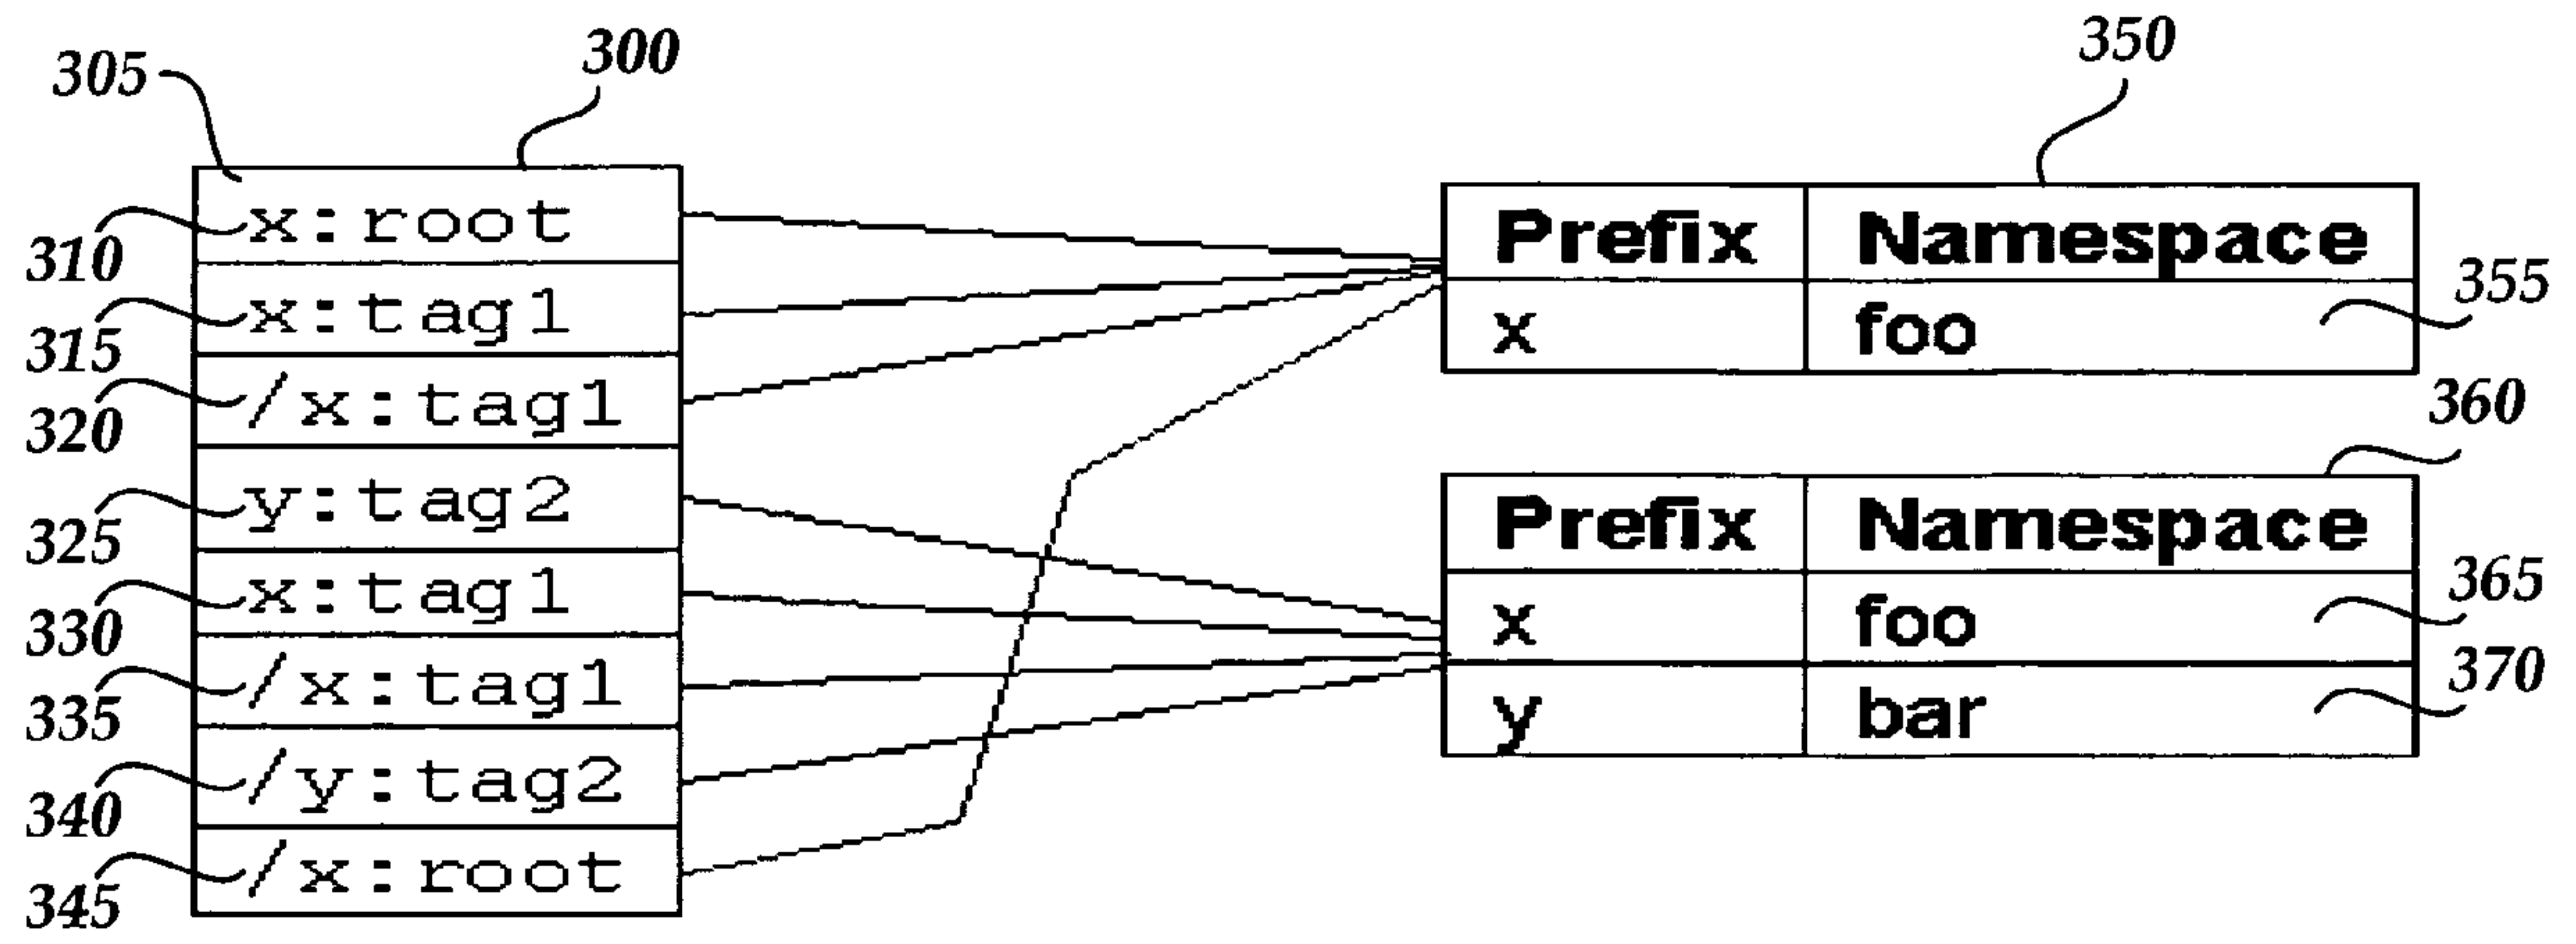 305
300
350
310
x:root
315
x:tag1
320
/x:tag1
325
y:tag2
330
x:tag1
335
/x:tag1
340
/y:tag2
345
/x:root
Prefix Namespace
x foo
355
360
Prefix Namespace
x foo
365
y bar
370